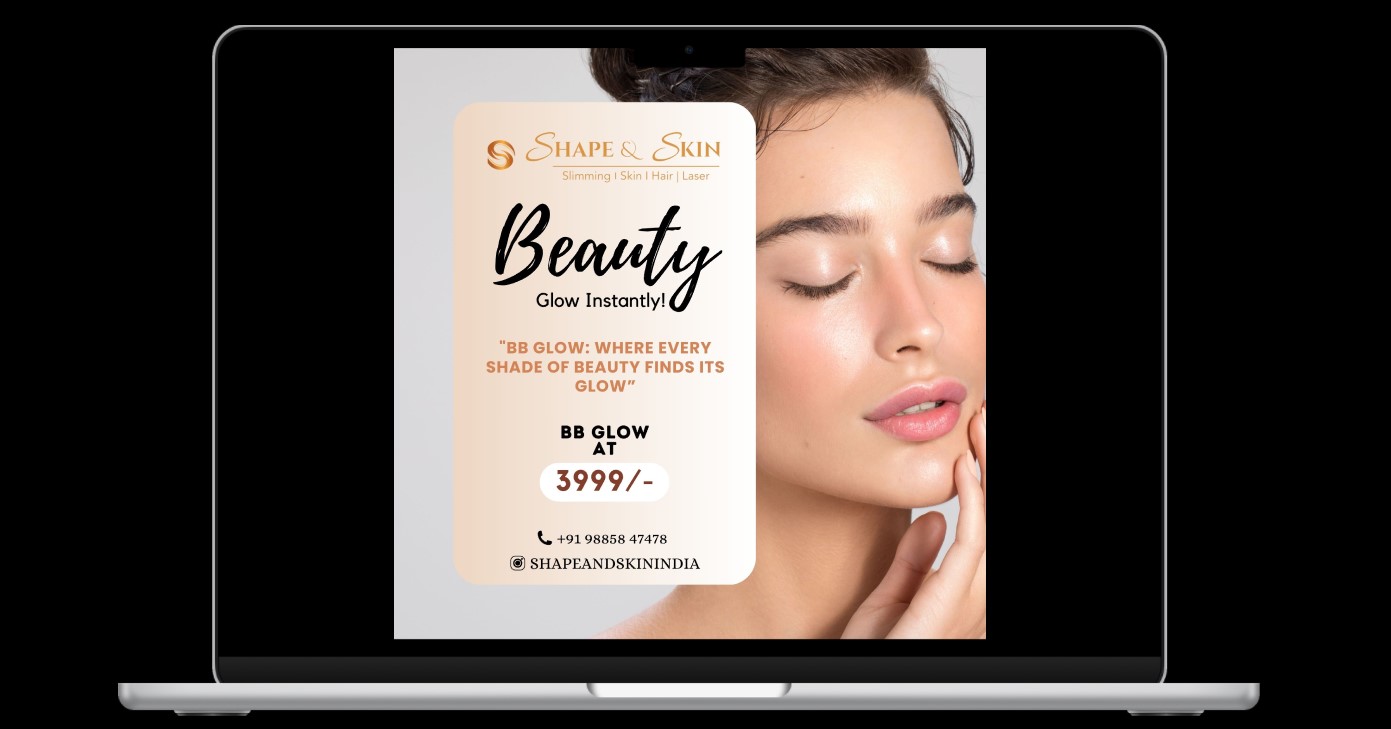 SHAPE & SKIN
Slimming I Skin I Hair | Laser
Beauty
Glow Instantly!
"BB GLOW: WHERE EVERY
SHADE OF BEAUTY FINDS ITS
GLOW”
BB GLOW
AT
3999/-
+91 98858 47478
SHAPEANDSKININDIA